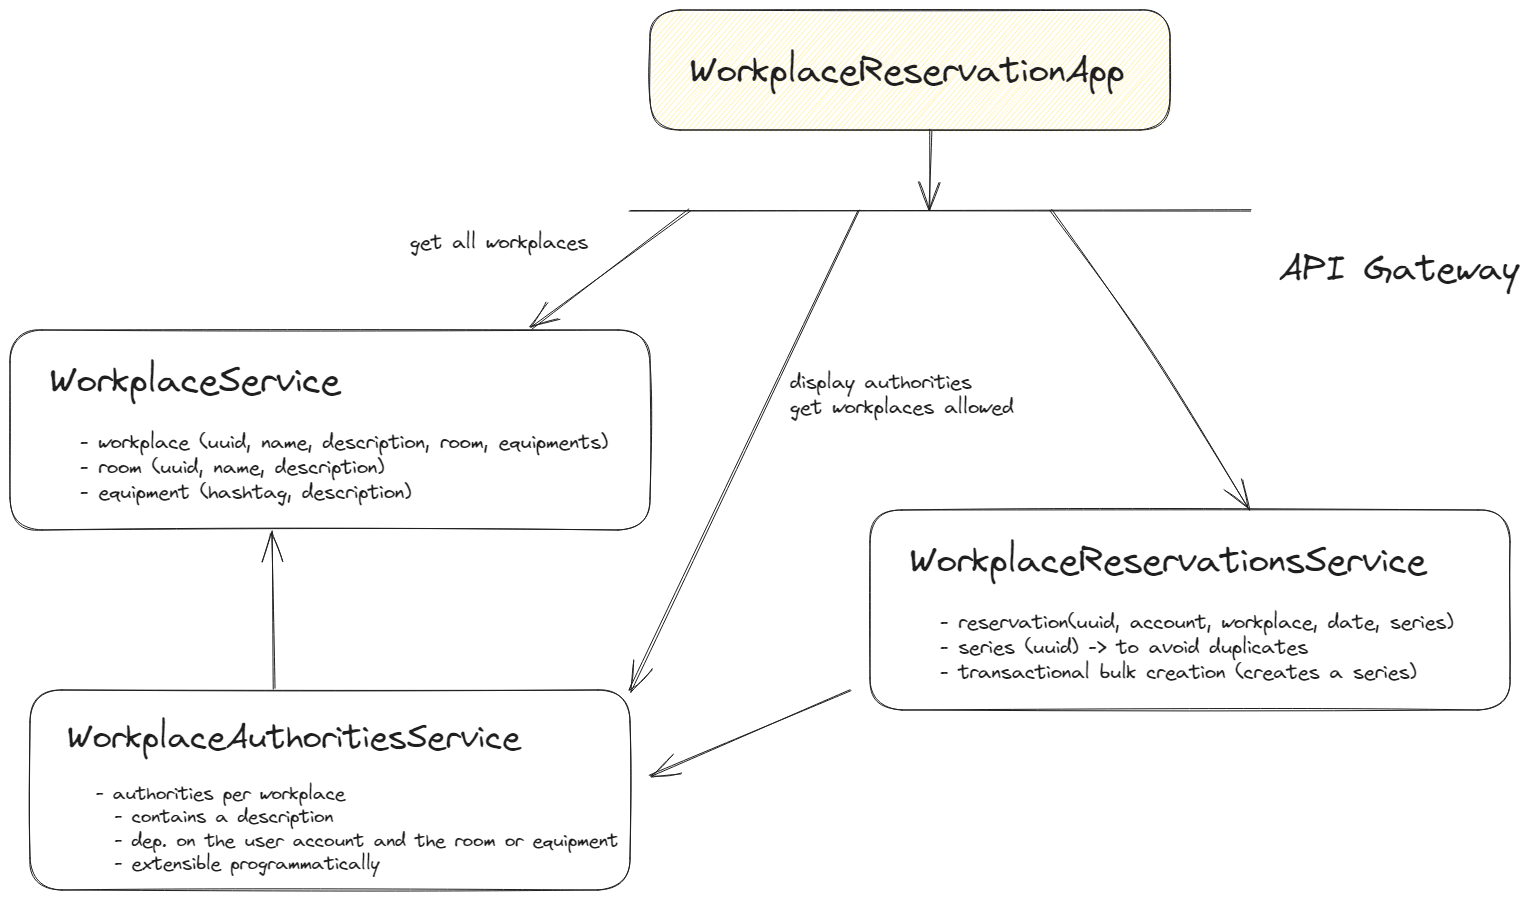 WorkplaceReservationApp
get all workplaces
API Gateway
WorkplaceService
- workplace (uuid, name, description, room, equipments)
- room (uuid, name, description)
- equipment (hashtag, description)
display authorities
get workplaces allowed
WorkplaceReservationsService
- reservation(uuid, account, workplace, date, series)
- series (uuid) -> to avoid duplicates
- transactional bulk creation (creates a series)
WorkplaceAuthoritiesService
- authorities per workplace
- contains a description
- dep. on the user account and the room or equipment
- extensible programmatically